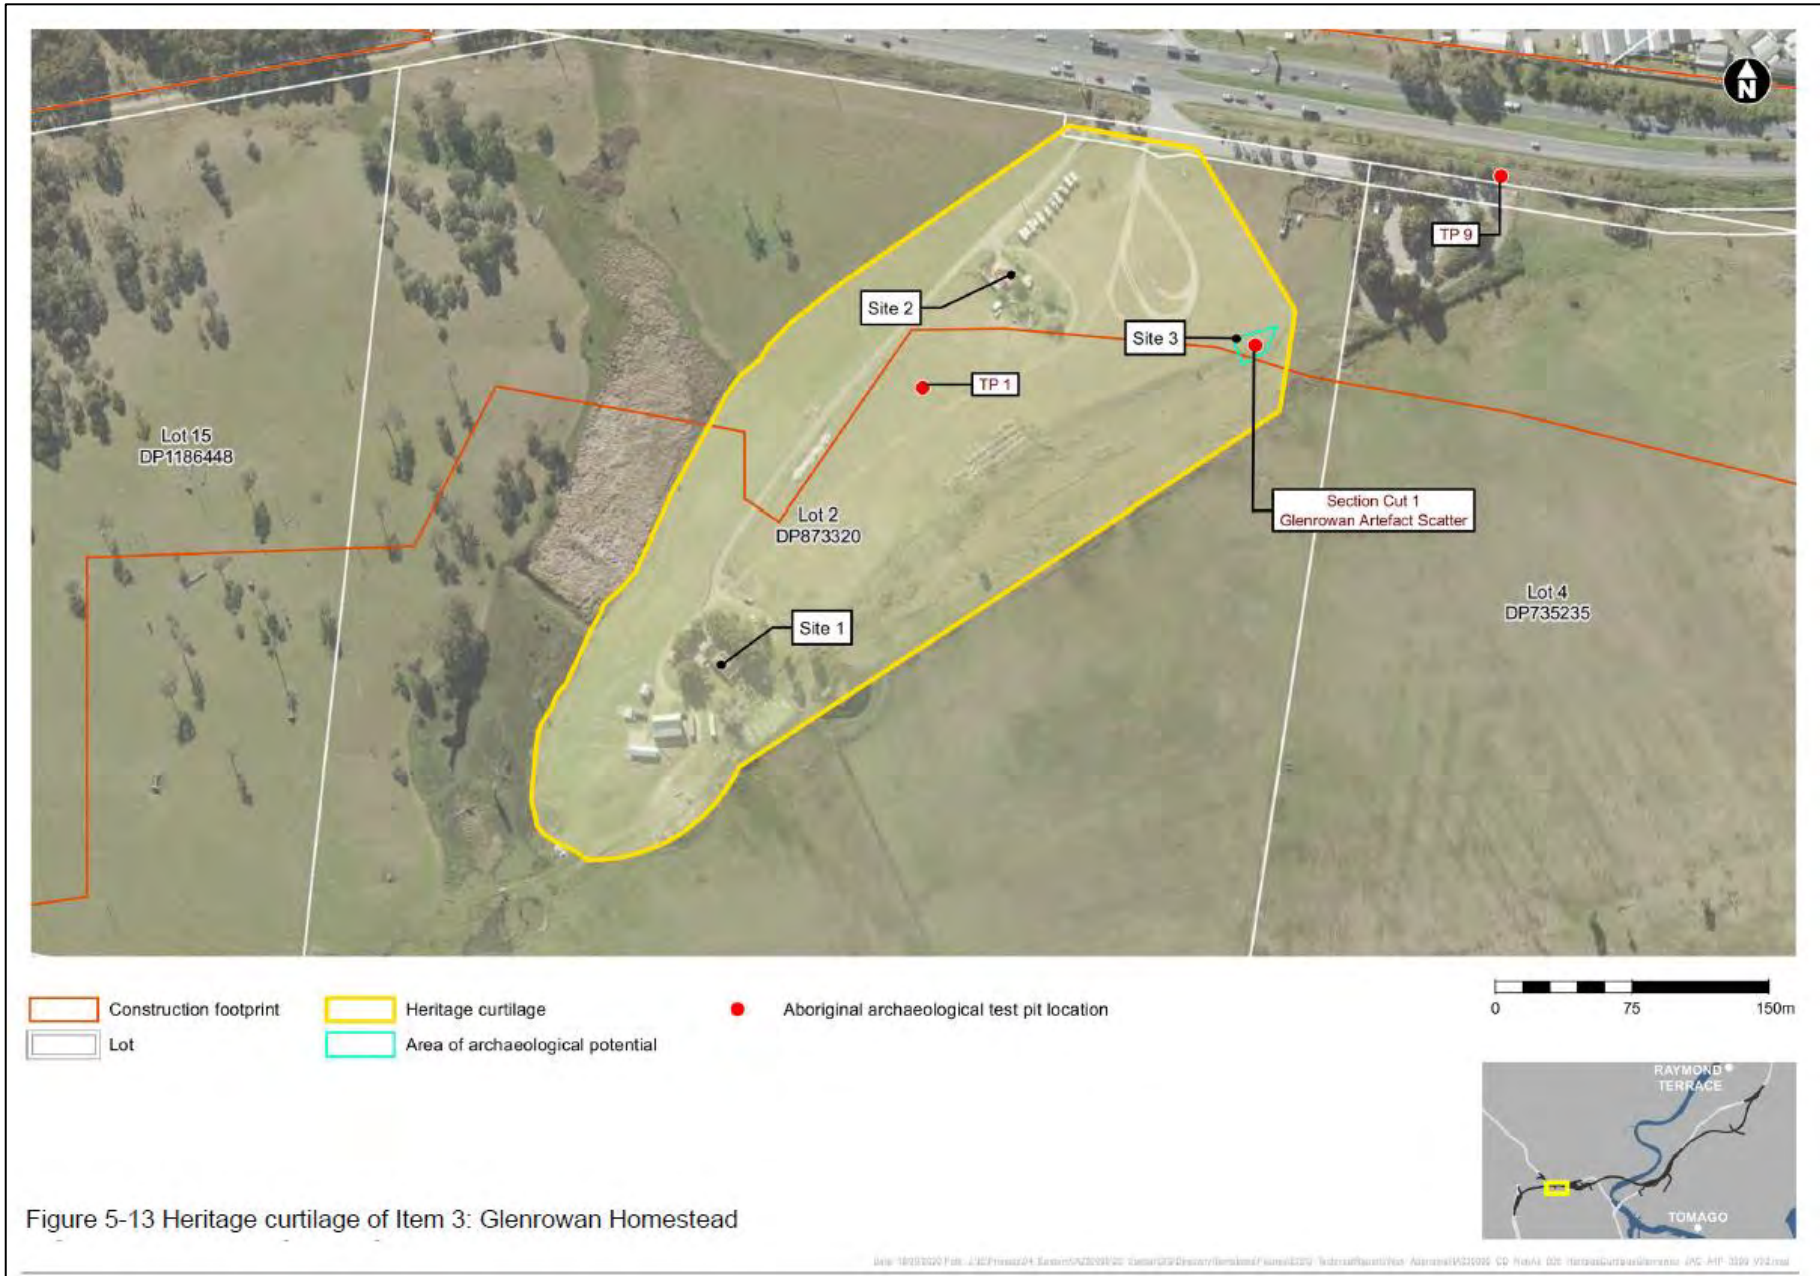 N
TP 9
Site 2
Site 3
TP 1
Lot 15
DP1186448
Section Cut 1
Glenrowan Artefact Scatter
Lot 2
DP873320
Lot 4
DP735235
Site 1
Construction footprint
Heritage curtilage
Aboriginal archaeological test pit location
Lot
Area of archaeological potential
0 75 150m
RAYMOND
TERRACE
TOMAGO
Figure 5-13 Heritage curtilage of Item 3: Glenrowan Homestead